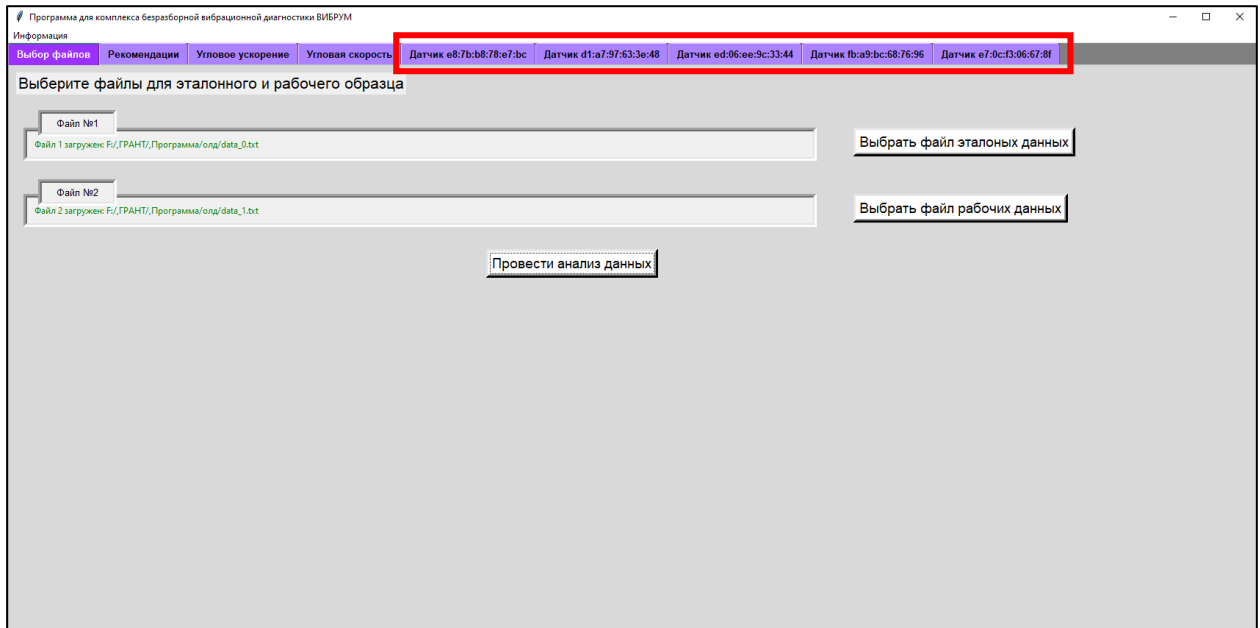 Программа для комплекса безразборной вибрационной диагностики ВИБРУМ
Информация
Выбор файлов Рекомендации Угловое ускорение Угловая скорость Датчик e8:7b:b8:78:e7:bc Датчик d1:a7:97:63:3e:48 Датчик ed:06:ee:9c:33:44 Датчик fb:a9:bc:68:76:96 Датчик e7:0c:f3:06:67:8f
Выберите файлы для эталонного и рабочего образца
Файл №1
Файл 1 загружен: F:/,ГРАНТ/,Программа/олд/data_0.txt
Выбрать файл эталоных данных
Файл №2
Файл 2 загружен: F:/,ГРАНТ/,Программа/олд/data_1.txt
Выбрать файл рабочих данных
Провести анализ данных